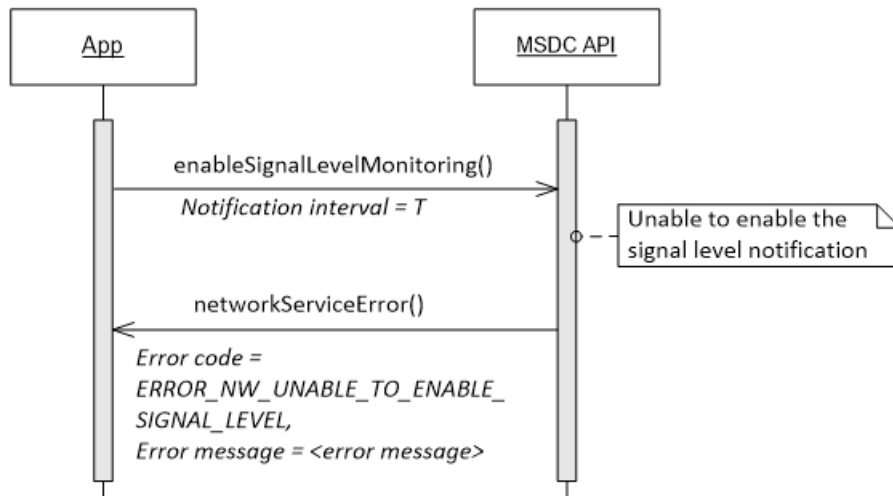 App
MSDC API
enableSignalLevelMonitoring()
Notification interval = T
Unable to enable the
signal level notification
networkServiceError()
Error code =
ERROR_NW_UNABLE_TO_ENABLE_
SIGNAL_LEVEL,
Error message = <error message>